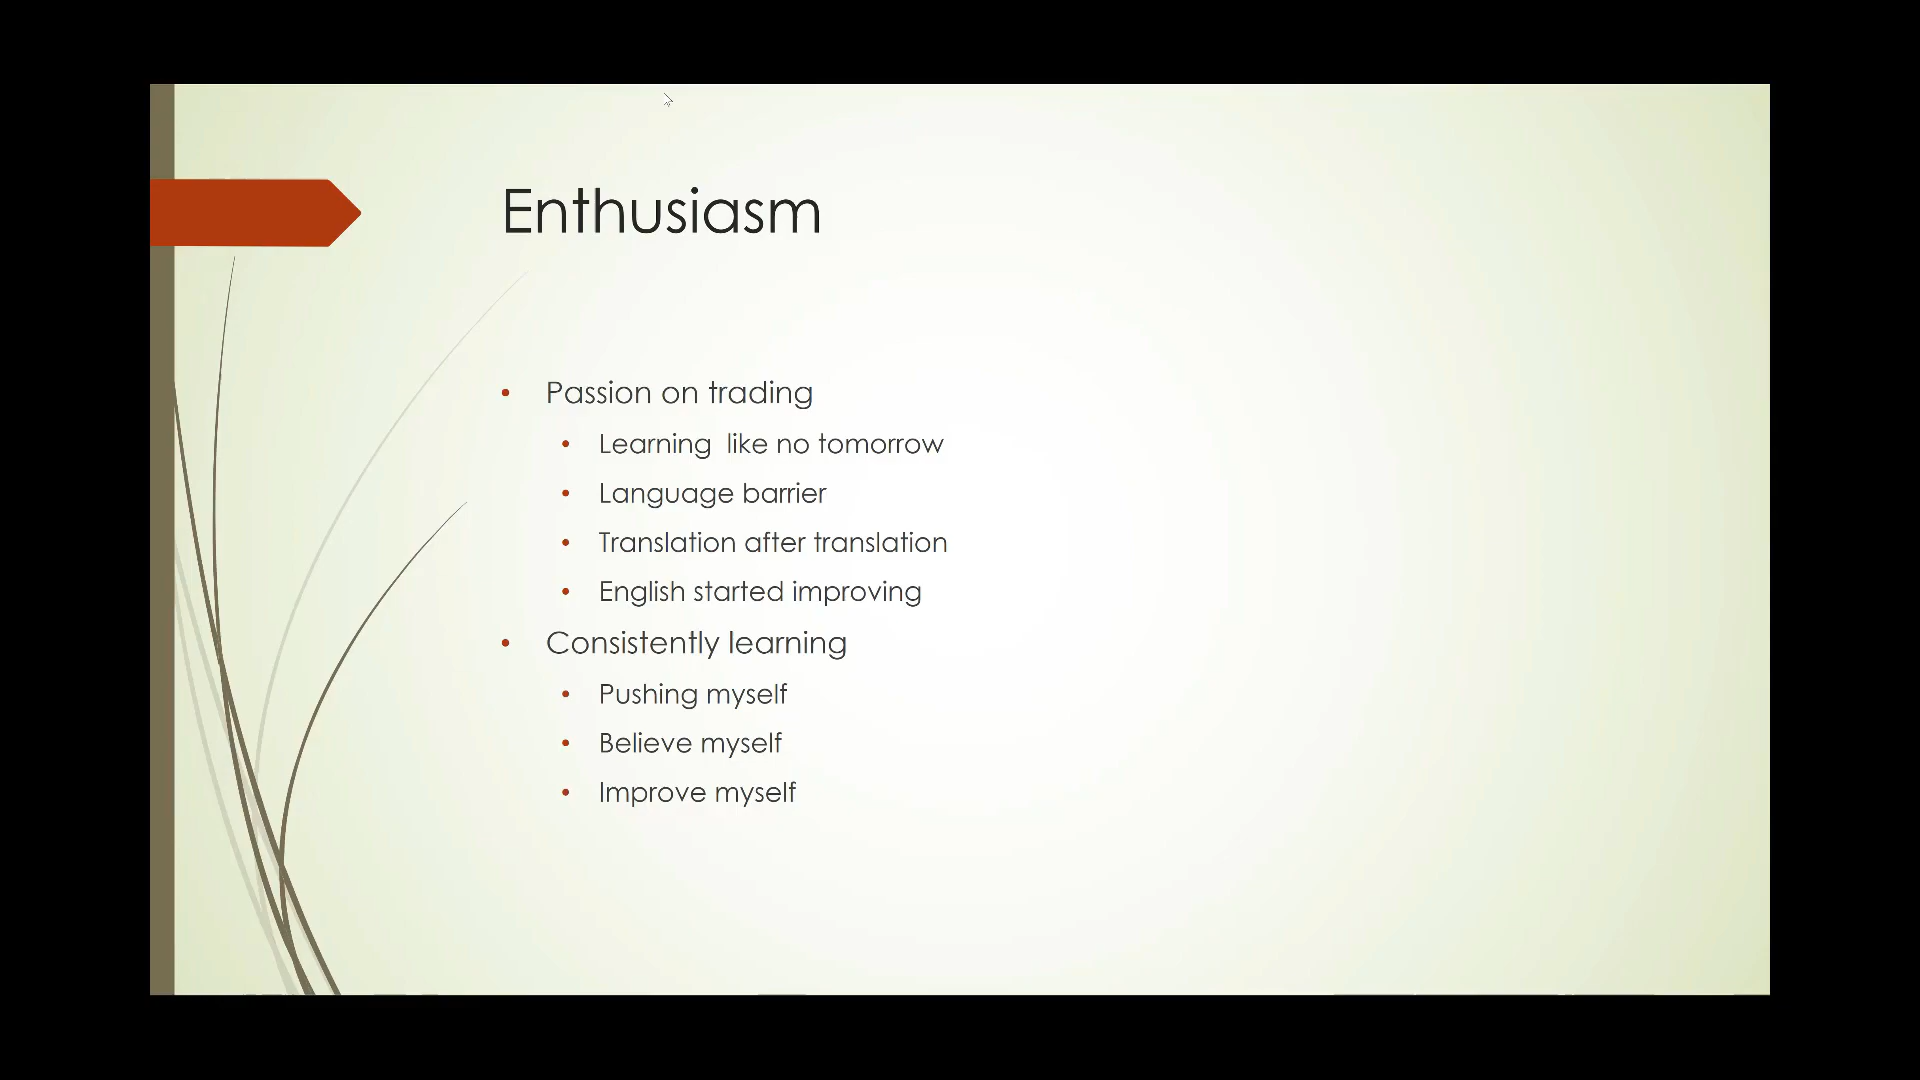 Enthusiasm
Passion on trading
Learning  like no tomorrow
Language barrier
Translation after translation
English started improving
Consistently learning
Pushing myself
Believe myself
Improve myself